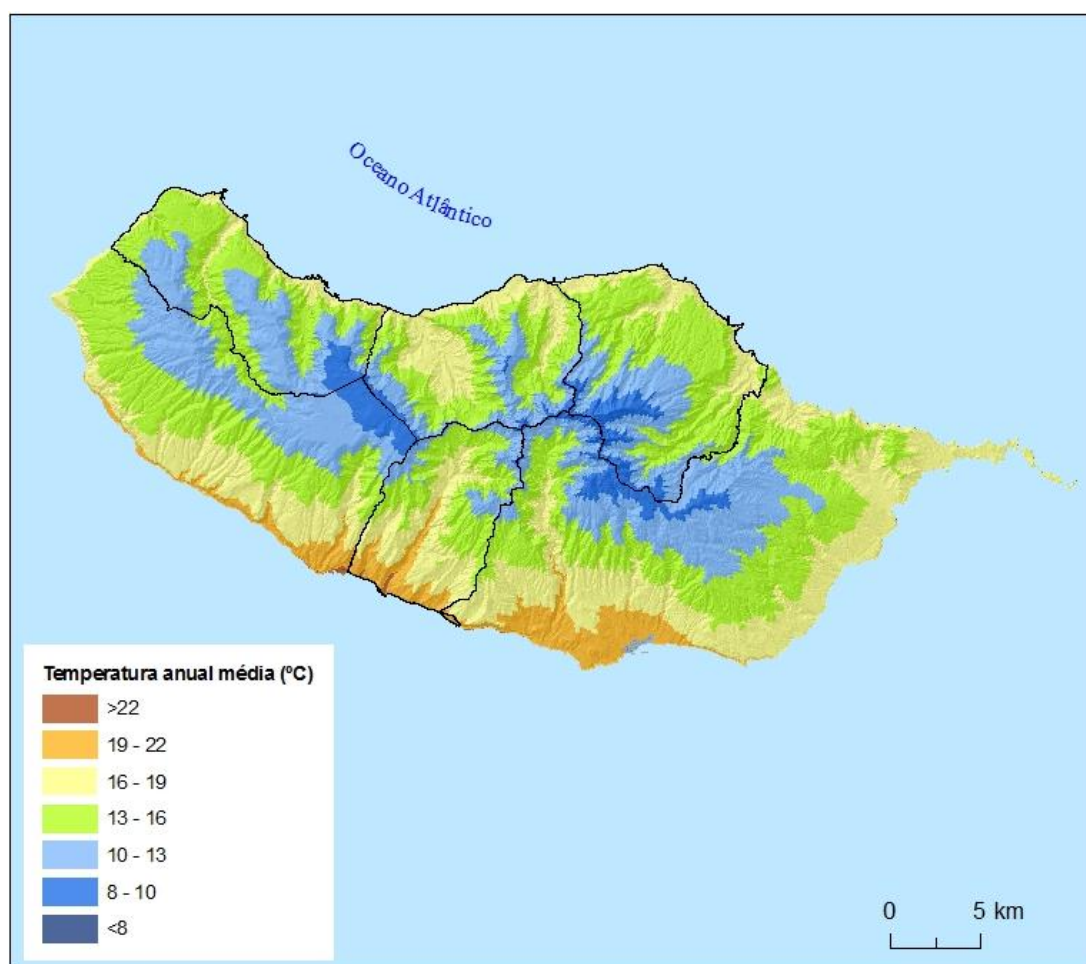 Oceano Atlântico
Temperatura anual média (ºC)
>22
19 - 22
16 - 19
13 - 16
10 - 13
8 - 10
<8
0 5 km